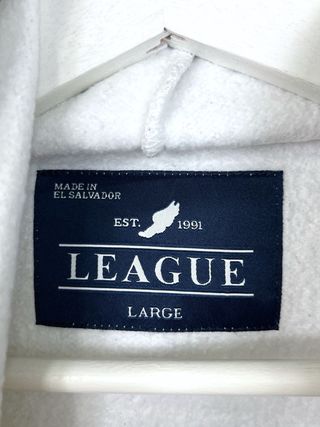 MADE IN
EL SALVADOR
EST. 1991
LEAGUE
LARGE